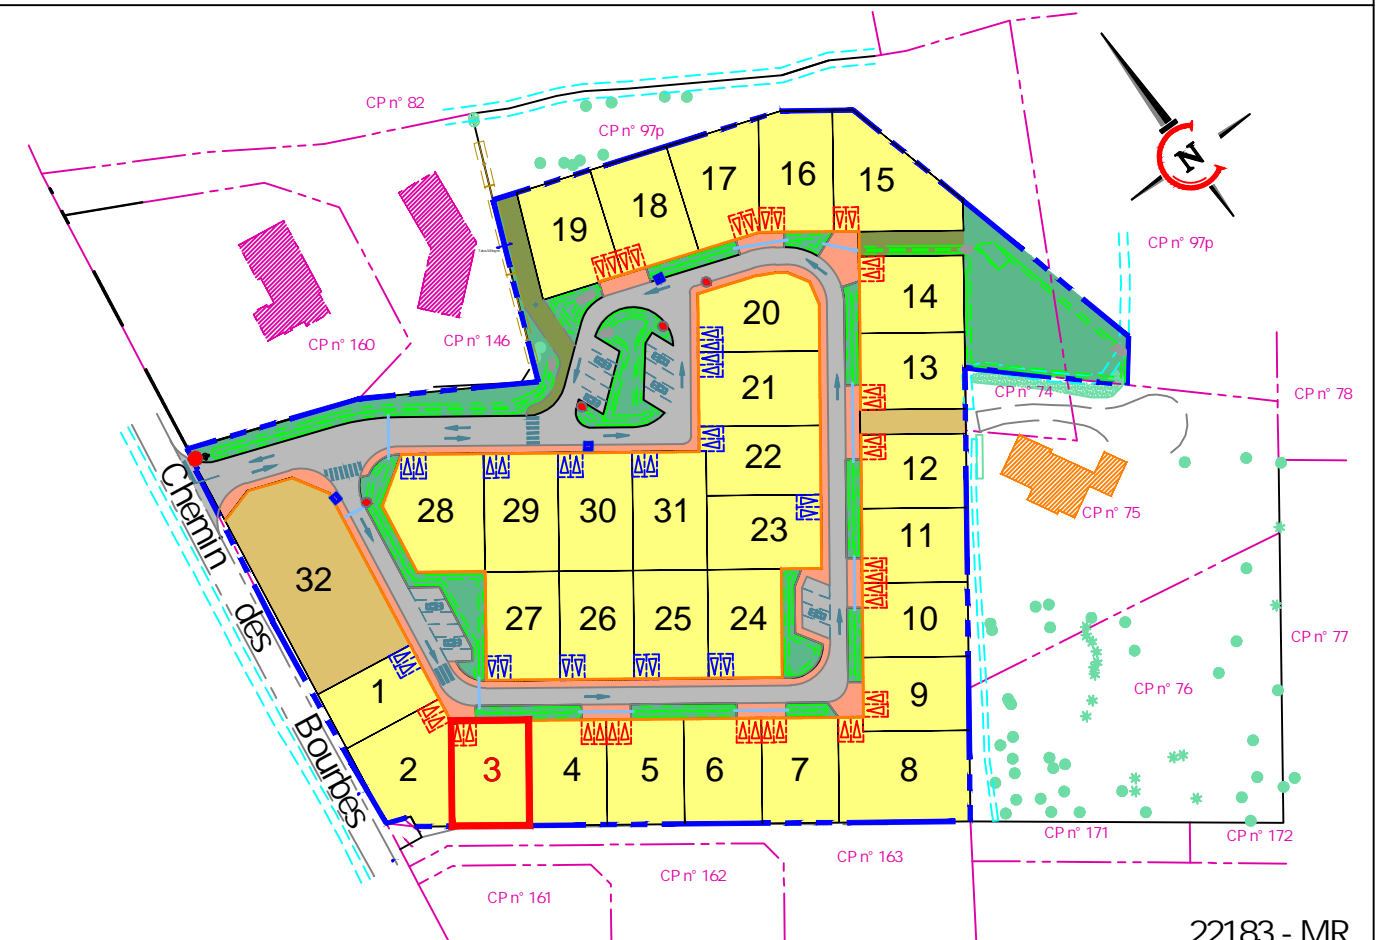 CP n° 82
CP n° 97p
N
17
16
15
18
19
CP n° 97p
14
20
CP n° 160
CP n° 146
13
21
CP n° 74
CP n° 78
22
12
28
29
30
31
23
11
CP n° 75
Chemin des Bourbes
32
27
26
25
24
10
CP n° 77
1
9
CP n° 76
2
3
4
5
6
7
8
CP n° 171
CP n° 172
CP n° 163
CP n° 162
CP n° 161
22183 - MR